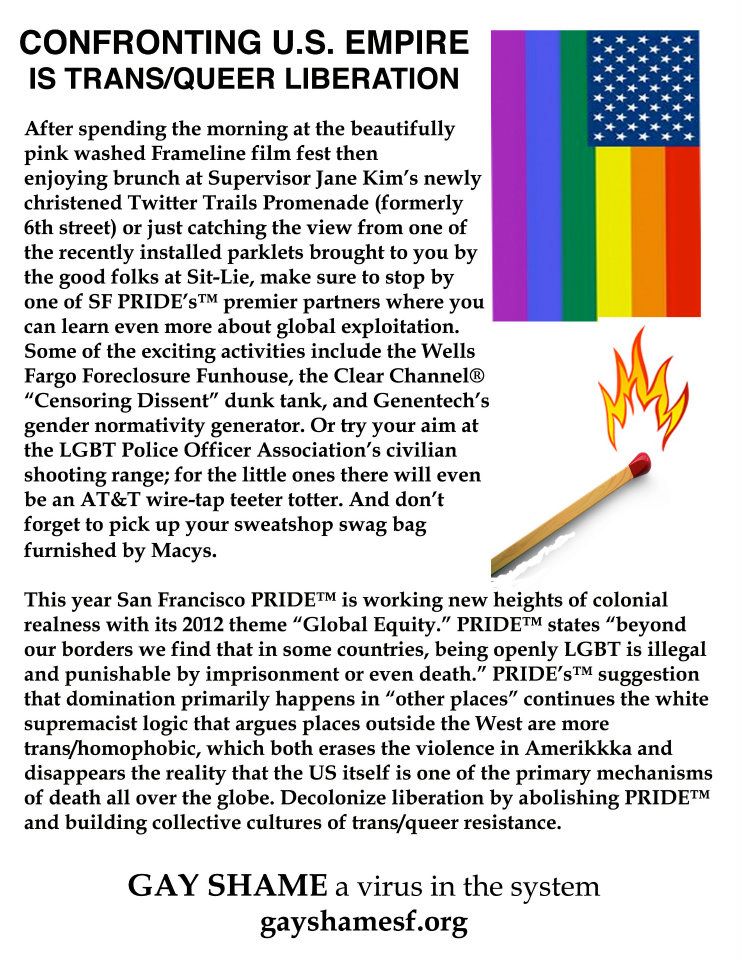 CONFRONTING U.S. EMPIRE
IS TRANS/QUEER LIBERATION
After spending the morning at the beautifully
pink washed Frameline film fest then
enjoying brunch at Supervisor Jane Kim’s newly
christened Twitter Trails Promenade (formerly
6th street) or just catching the view from one of
the recently installed parklets brought to you by
the good folks at Sit-Lie, make sure to stop by
one of SF PRIDE’s™ premier partners where you
can learn even more about global exploitation.
Some of the exciting activities include the Wells
Fargo Foreclosure Funhouse, the Clear Channel®
“Censoring Dissent” dunk tank, and Genentech’s
gender normativity generator. Or try your aim at
the LGBT Police Officer Association’s civilian
shooting range; for the little ones there will even
be an AT&T wire-tap teeter totter. And don’t
forget to pick up your sweatshop swag bag
furnished by Macys.
This year San Francisco PRIDE™ is working new heights of colonial
realness with its 2012 theme “Global Equity.” PRIDE™ states “beyond
our borders we find that in some countries, being openly LGBT is illegal
and punishable by imprisonment or even death.” PRIDE’s™ suggestion
that domination primarily happens in “other places” continues the white
supremacist logic that argues places outside the West are more
trans/homophobic, which both erases the violence in Amerikkka and
disappears the reality that the US itself is one of the primary mechanisms
of death all over the globe. Decolonize liberation by abolishing PRIDE™
and building collective cultures of trans/queer resistance.
GAY SHAME a virus in the system
gayshamesf.org